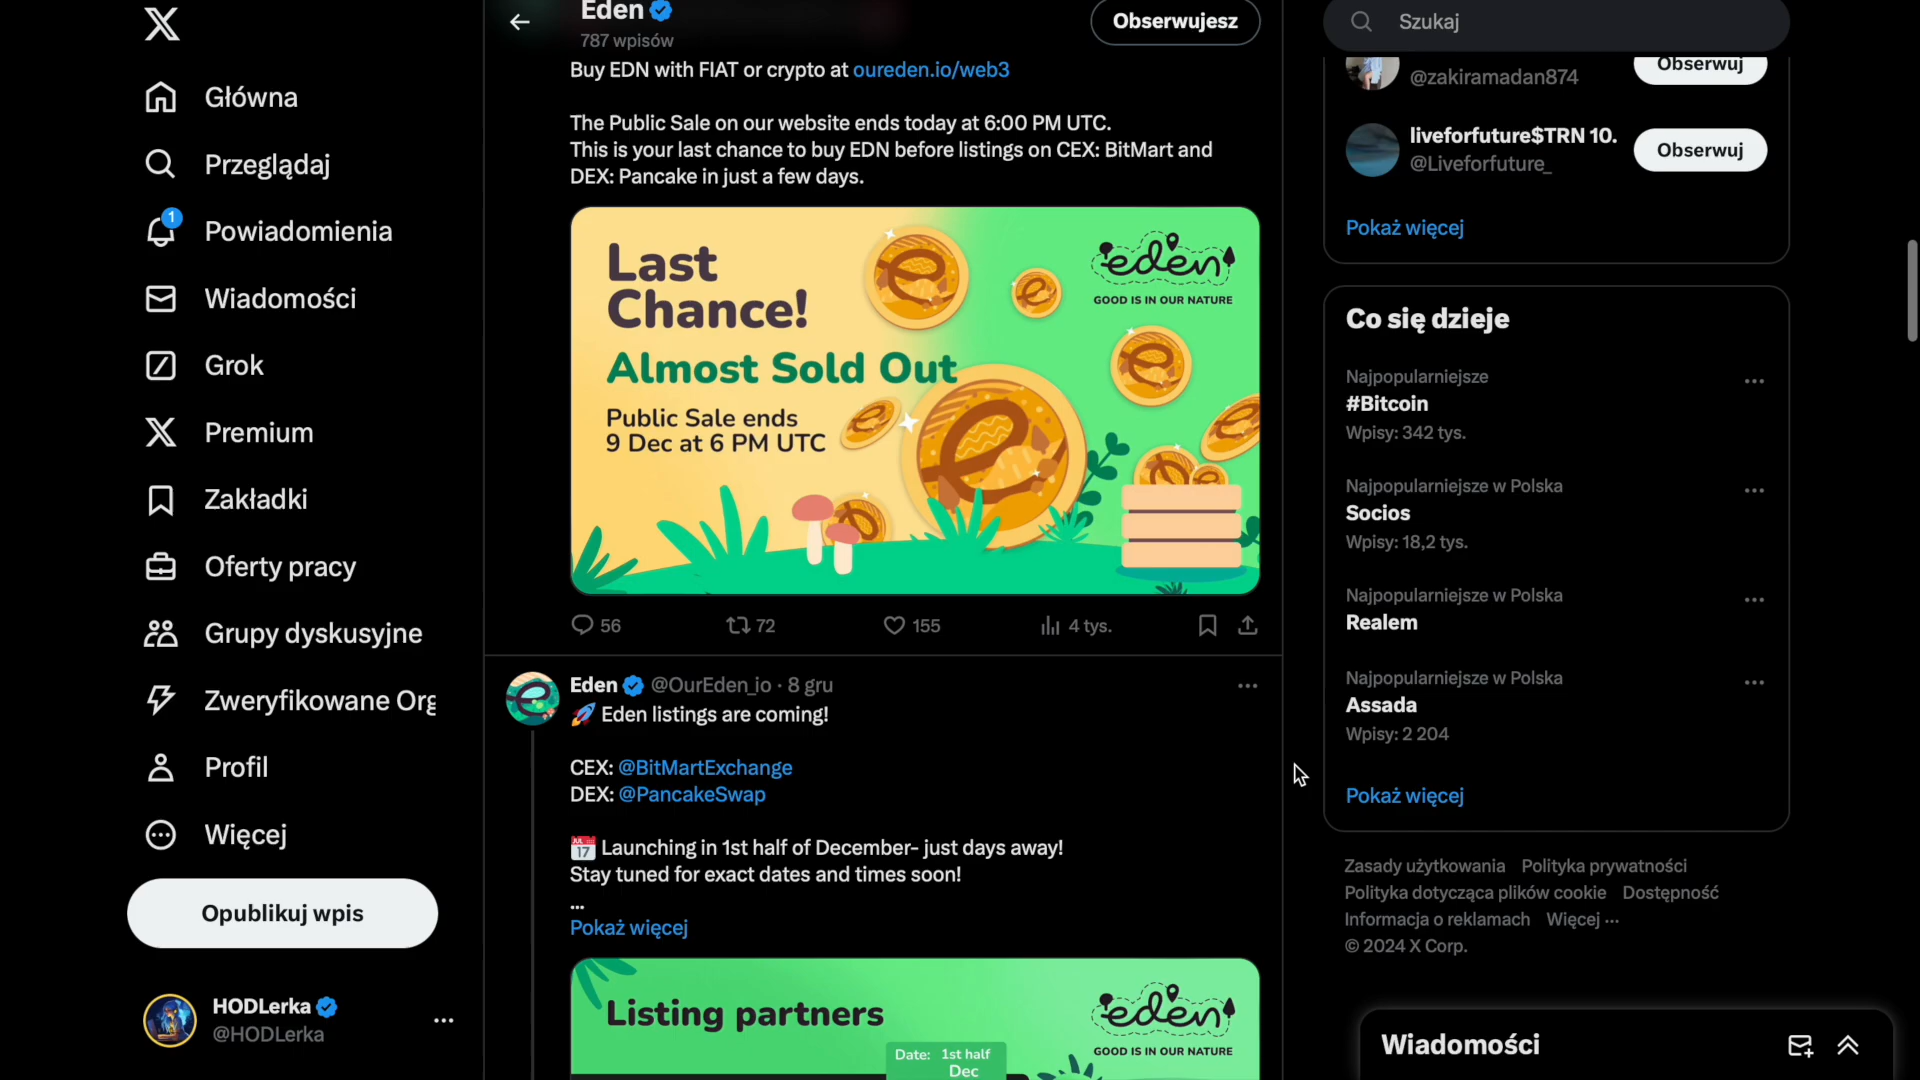 Główna
Przeglądaj
1
Powiadomienia
Wiadomości
Grok
Premium
Zakładki
Oferty pracy
Grupy dyskusyjne
Zweryfikowane Org
Profil
Więcej
Opublikuj wpis
HODLerka
@HODLerka
Eden
787 wpisów
Obserwujesz
Buy EDN with FIAT or crypto at oureden.io/web3
The Public Sale on our website ends today at 6:00 PM UTC.
This is your last chance to buy EDN before listings on CEX: BitMart and
DEX: Pancake in just a few days.
Last
Chance!
Almost Sold Out
Public Sale ends
9 Dec at 6 PM UTC
eden
GOOD IS IN OUR NATURE
56
72
155
4 tys.
Eden @OurEden_io · 8 gru
🚀 Eden listings are coming!
CEX: @BitMartExchange
DEX: @PancakeSwap
📅 Launching in 1st half of December- just days away!
Stay tuned for exact dates and times soon!
...
Pokaż więcej
Listing partners
Date: 1st half
Dec
eden
GOOD IS IN OUR NATURE
Szukaj
@zakiramadan874
Obserwuj
liveforfuture$TRN 10.
@Liveforfuture_
Obserwuj
Pokaż więcej
Co się dzieje
Najpopularniejsze
#Bitcoin
Wpisy: 342 tys.
Najpopularniejsze w Polska
Socios
Wpisy: 18,2 tys.
Najpopularniejsze w Polska
Realem
Najpopularniejsze w Polska
Assada
Wpisy: 2 204
Pokaż więcej
Zasady użytkowania Polityka prywatności
Polityka dotycząca plików cookie Dostępność
Informacja o reklamach Więcej ···
© 2024 X Corp.
Wiadomości